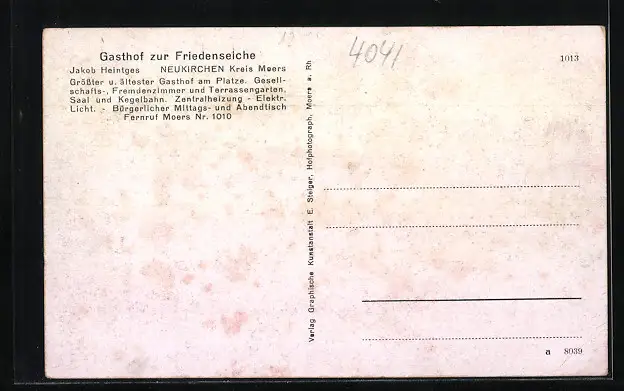 Gasthof zur Friedenseiche
Jakob Heintges NEUKIRCHEN Kreis Moers
Größter u. ältester Gasthof am Platze. Gesell-
schafts-, Fremdenzimmer und Terrassengarten,
Saal und Kegelbahn. Zentralheizung - Elektr.
Licht. - Bürgerlicher Mittags- und Abendtisch
Fernruf Moers Nr. 1010
Verlag Graphische Kunstanstalt E. Steiger, Hofphotograph, Moers a. Rh
4041
1013
a 8039